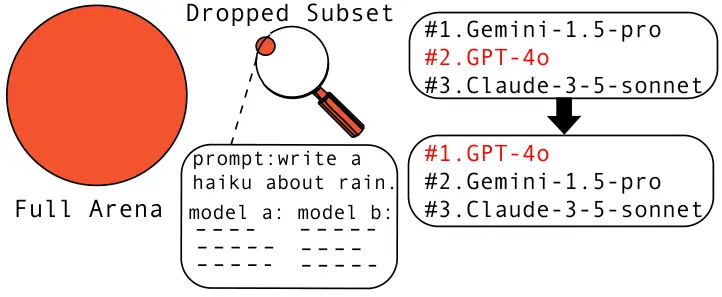 Dropped Subset
Full Arena
prompt:write a
haiku about rain.
model a: model b:
#1.Gemini-1.5-pro
#2.GPT-4o
#3.Claude-3-5-sonnet
#1.GPT-4o
#2.Gemini-1.5-pro
#3.Claude-3-5-sonnet